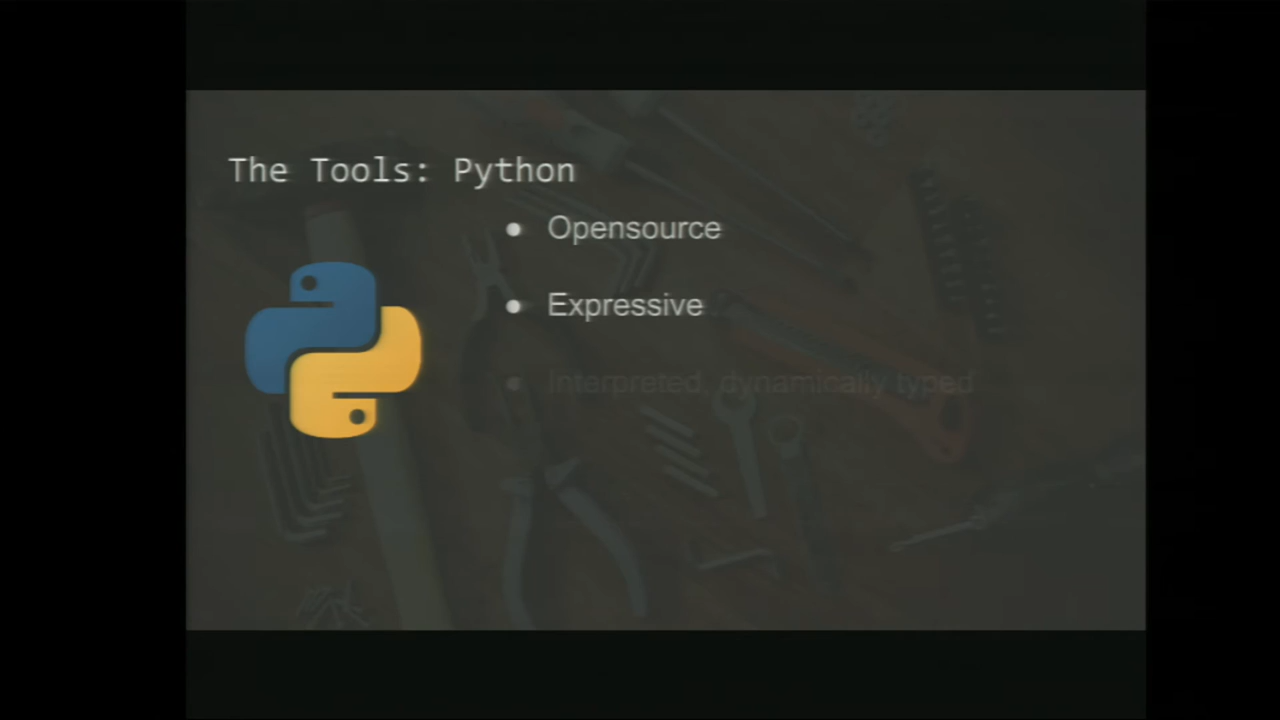 The Tools: Python
Opensource
Expressive
Interpreted, dynamically typed